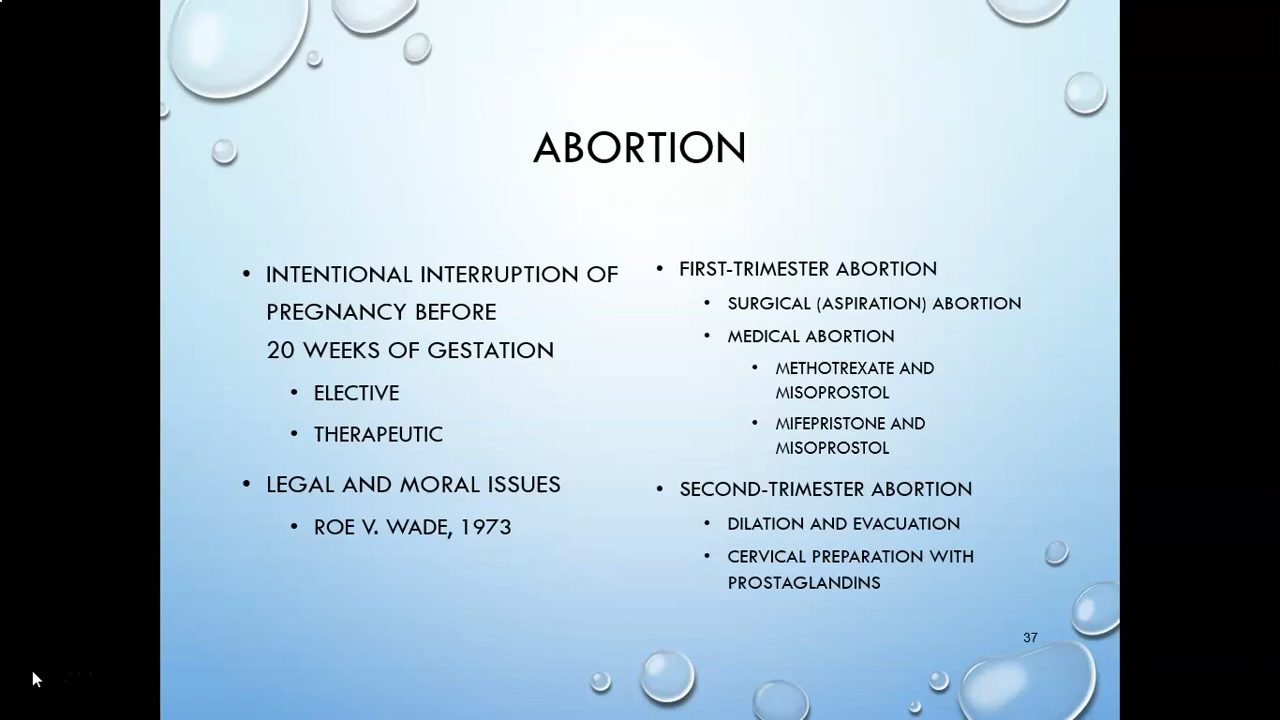 ABORTION
• INTENTIONAL INTERRUPTION OF
PREGNANCY BEFORE
20 WEEKS OF GESTATION
• ELECTIVE
• THERAPEUTIC
• LEGAL AND MORAL ISSUES
• ROE V. WADE, 1973
• FIRST-TRIMESTER ABORTION
• SURGICAL (ASPIRATION) ABORTION
• MEDICAL ABORTION
• METHOTREXATE AND
MISOPROSTOL
• MIFEPRISTONE AND
MISOPROSTOL
• SECOND-TRIMESTER ABORTION
• DILATION AND EVACUATION
• CERVICAL PREPARATION WITH
PROSTAGLANDINS
37